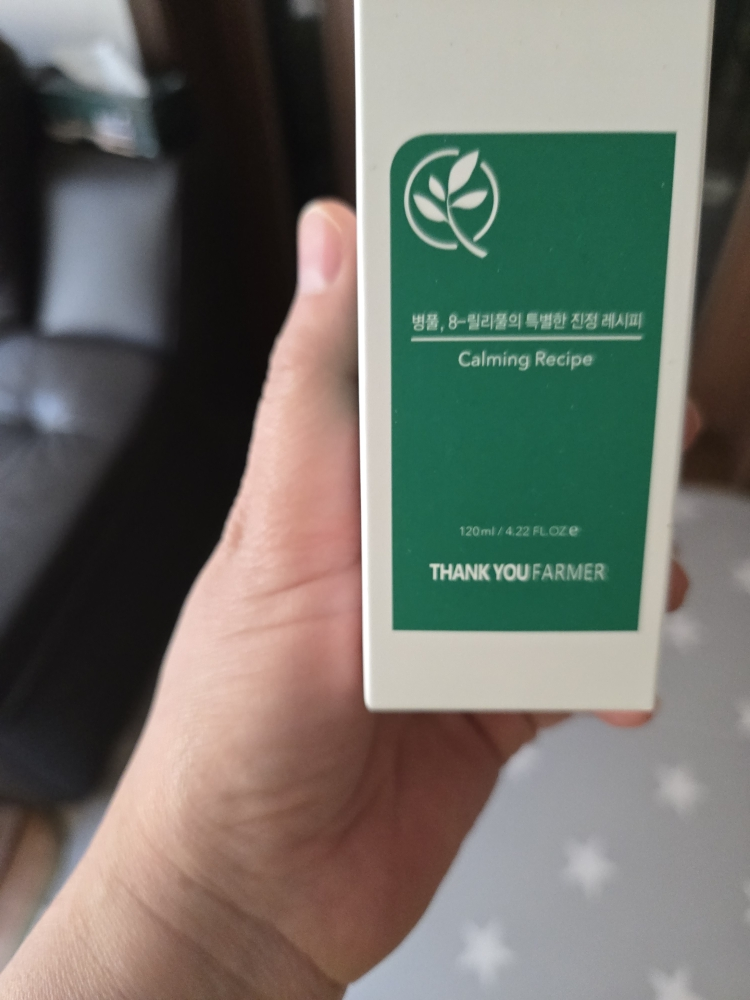 병풀, 8-릴리풀의 특별한 진정 레시피
Calming Recipe
120ml / 4.22 FL.OZ e
THANK YOU FARMER